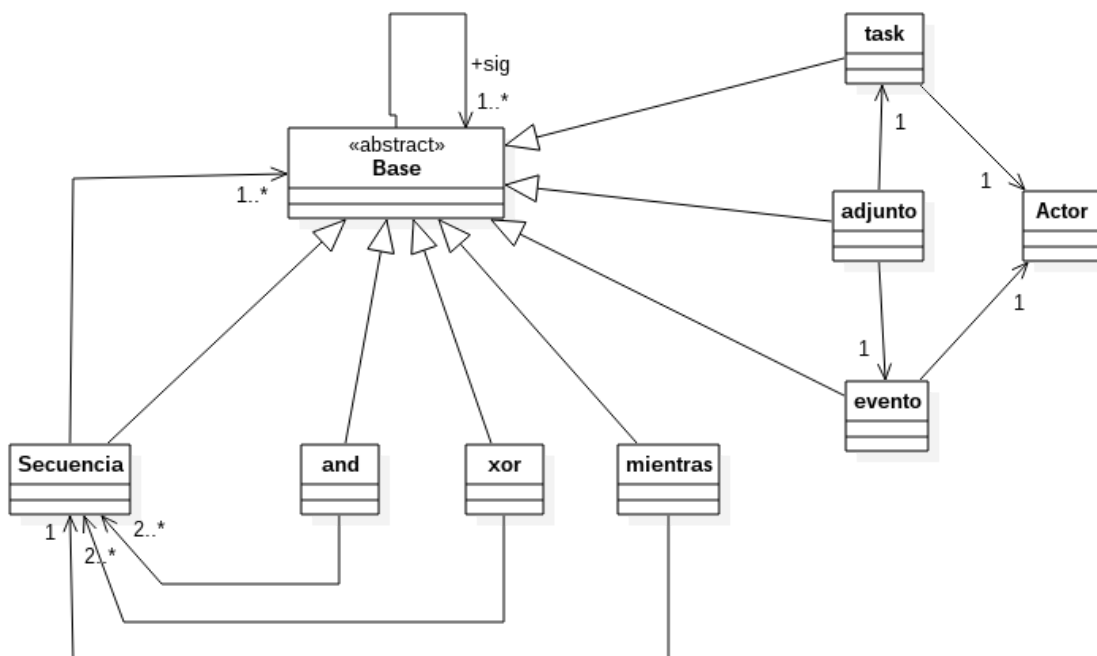 task
+sig
1..*
«abstract»
Base
1
1..*
1
adjunto
Actor
1
1
evento
Secuencia
and
xor
mientras
1
2..*
2..*